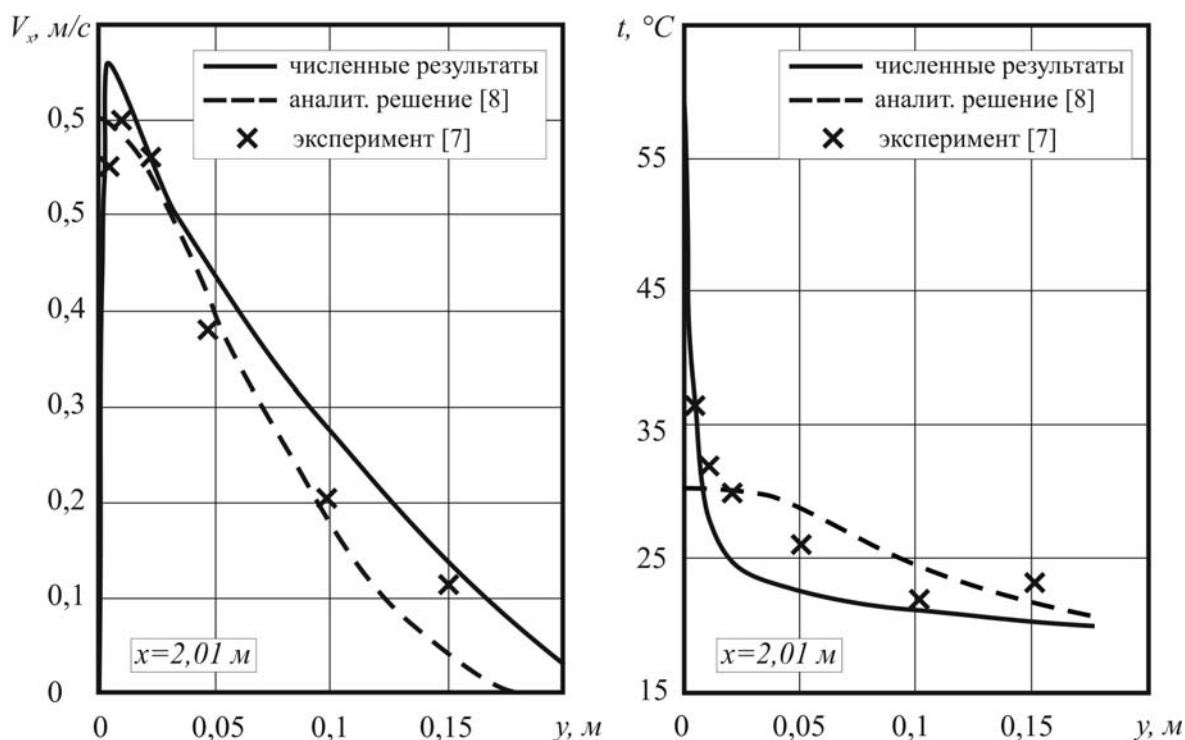 Vx, м/с
численные результаты
аналит. решение [8]
эксперимент [7]
0,5
0,5
0,4
0,3
0,2
0,1
0
x=2,01 м
0 0,05 0,1 0,15 y, м
t, °C
численные результаты
аналит. решение [8]
эксперимент [7]
55
45
35
25
15
x=2,01 м
0 0,05 0,1 0,15 y, м